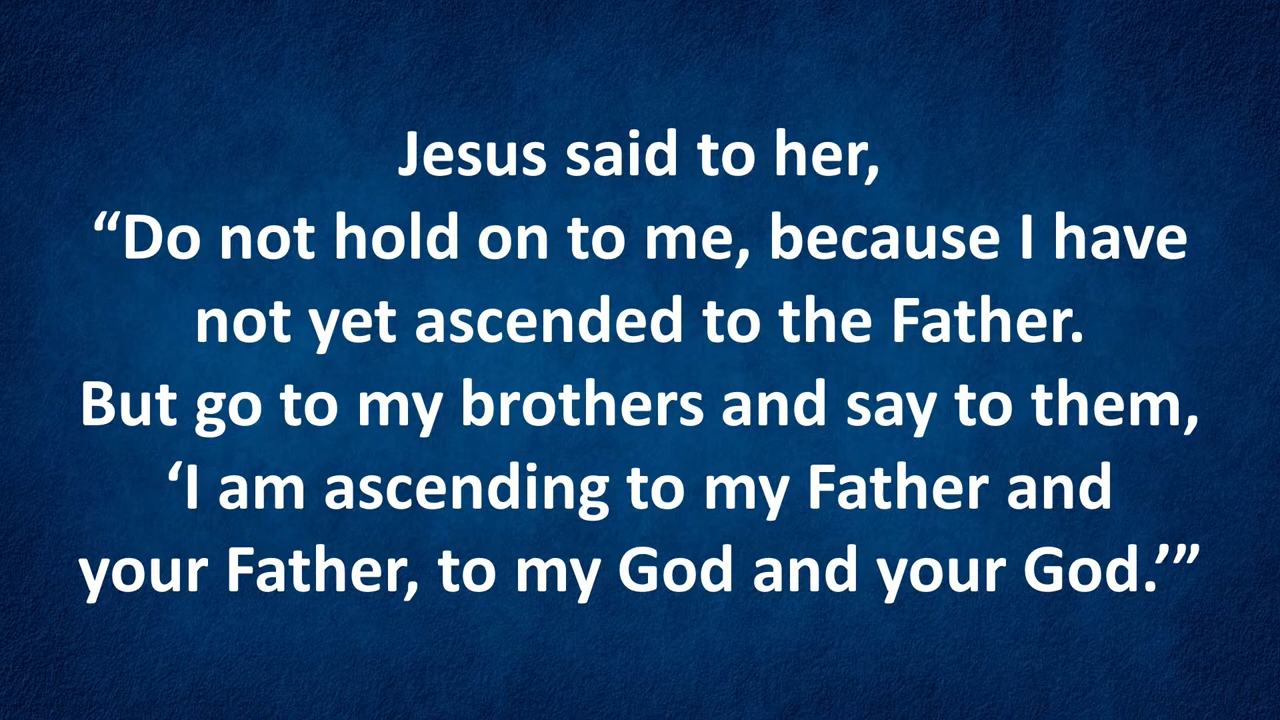 Jesus said to her,
“Do not hold on to me, because I have
not yet ascended to the Father.
But go to my brothers and say to them,
‘I am ascending to my Father and
your Father, to my God and your God.’”